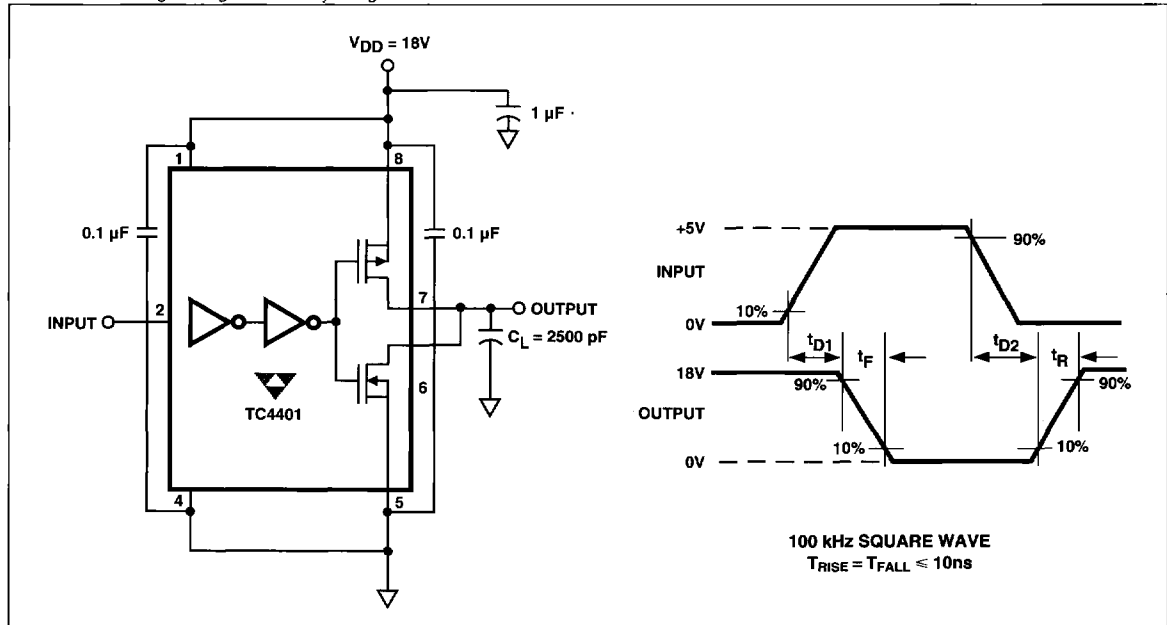 V_DD = 18V
1 µF
1
8
0.1 µF
0.1 µF
2
INPUT
7
OUTPUT
C_L = 2500 pF
6
TC4401
4
5
+5V
90%
INPUT
10%
0V
t_D1
t_F
t_D2
t_R
18V
90%
90%
OUTPUT
10%
10%
0V
100 kHz SQUARE WAVE
T_RISE = T_FALL ≤ 10ns